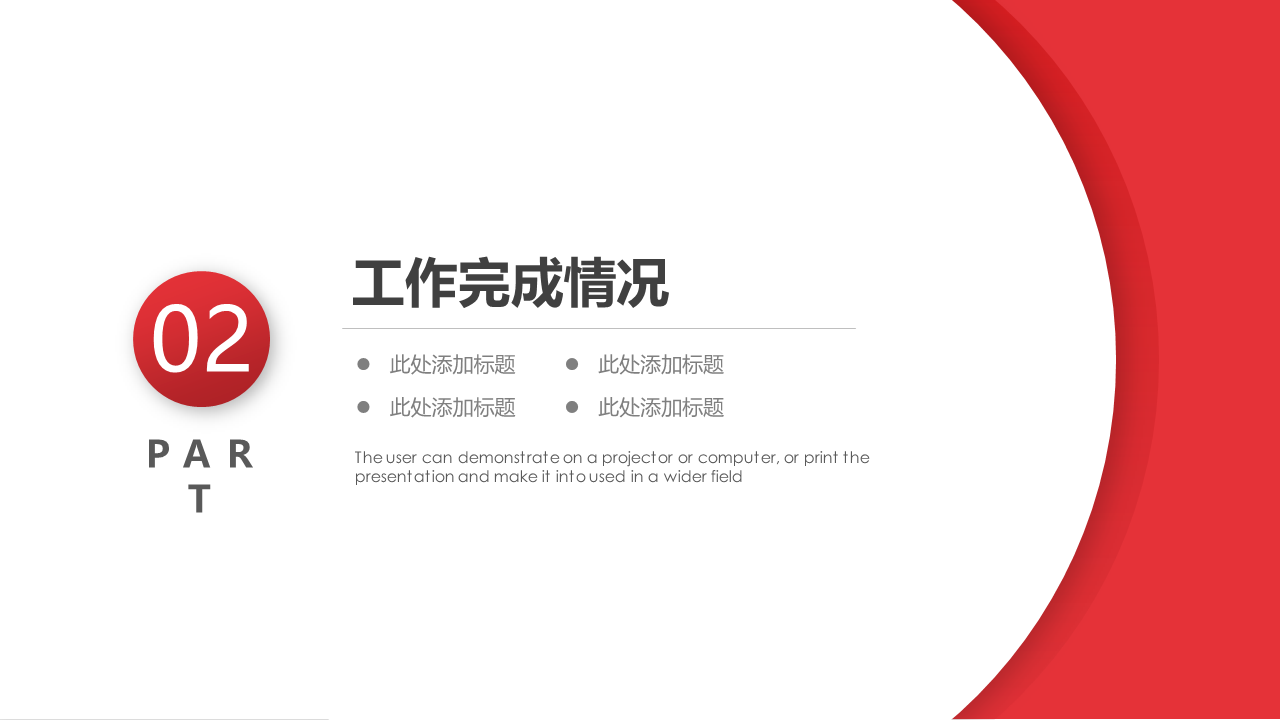 02
PAR
T
工作完成情况
此处添加标题 此处添加标题
此处添加标题 此处添加标题
The user can demonstrate on a projector or computer, or print the
presentation and make it into used in a wider field